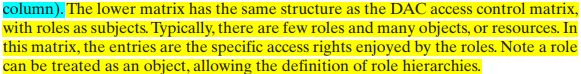 column). The lower matrix has the same structure as the DAC access control matrix,
with roles as subjects. Typically, there are few roles and many objects, or resources. In
this matrix, the entries are the specific access rights enjoyed by the roles. Note a role
can be treated as an object, allowing the definition of role hierarchies.